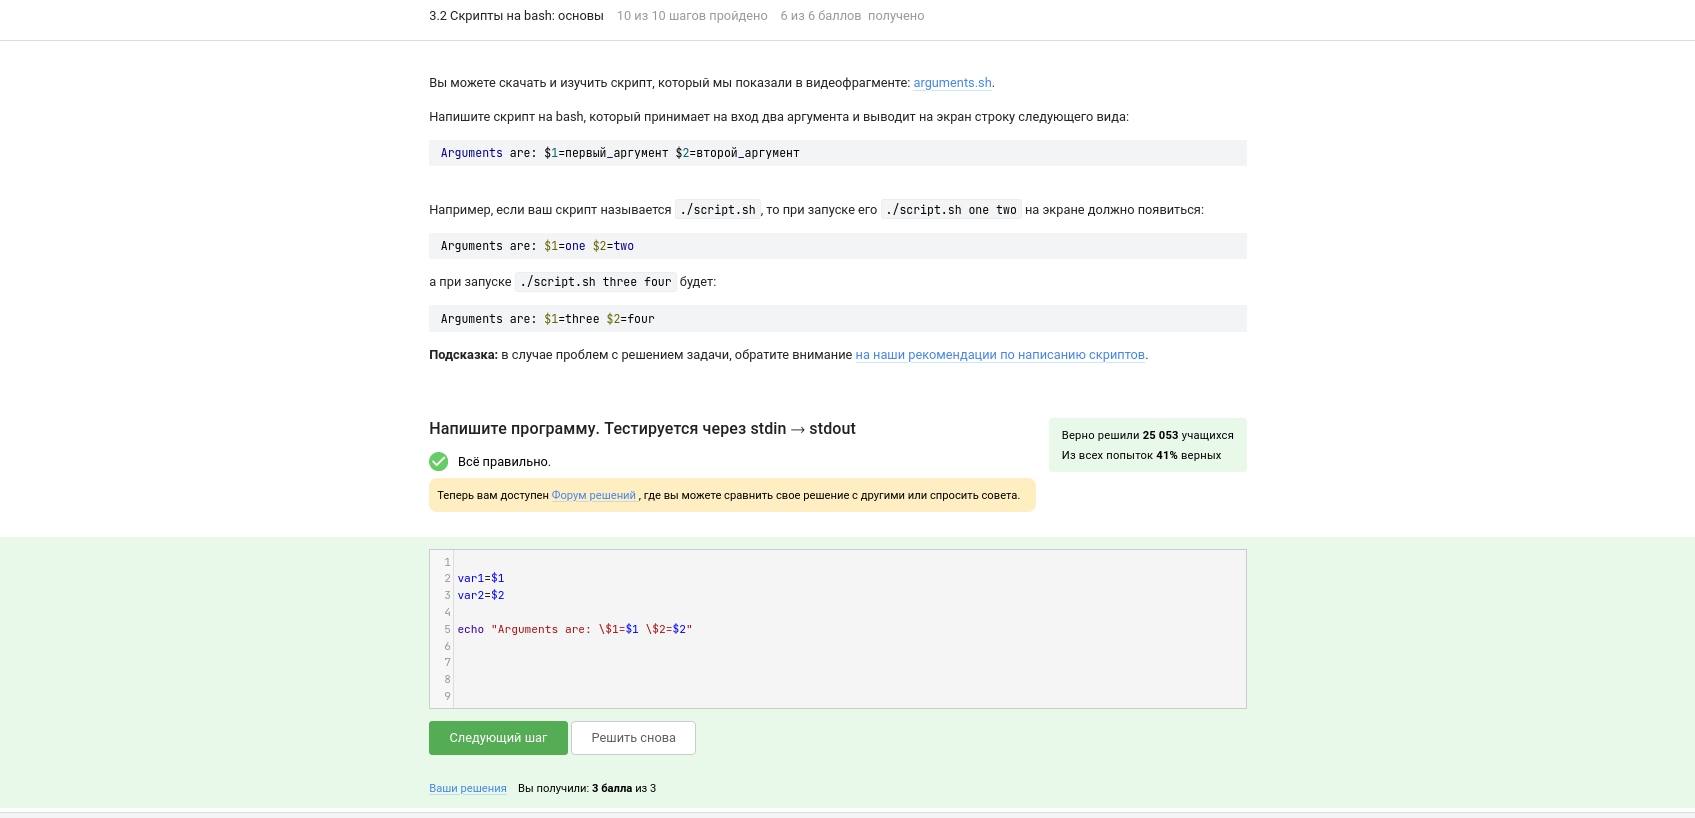 3.2 Скрипты на bash: основы 10 из 10 шагов пройдено 6 из 6 баллов получено
Вы можете скачать и изучить скрипт, который мы показали в видеофрагменте: arguments.sh.
Напишите скрипт на bash, который принимает на вход два аргумента и выводит на экран строку следующего вида:
Arguments are: $1=первый_аргумент $2=второй_аргумент
Например, если ваш скрипт называется ./script.sh, то при запуске его ./script.sh one two на экране должно появиться:
Arguments are: $1=one $2=two
а при запуске ./script.sh three four будет:
Arguments are: $1=three $2=four
Подсказка: в случае проблем с решением задачи, обратите внимание на наши рекомендации по написанию скриптов.
Напишите программу. Тестируется через stdin → stdout
Верно решили 25 053 учащихся
Из всех попыток 41% верных
Всё правильно.
Теперь вам доступен Форум решений , где вы можете сравнить свое решение с другими или спросить совета.
1
2 var1=$1
3 var2=$2
4
5 echo "Arguments are: \$1=$1 \$2=$2"
6
7
8
9
Следующий шаг Решить снова
Ваши решения Вы получили: 3 балла из 3